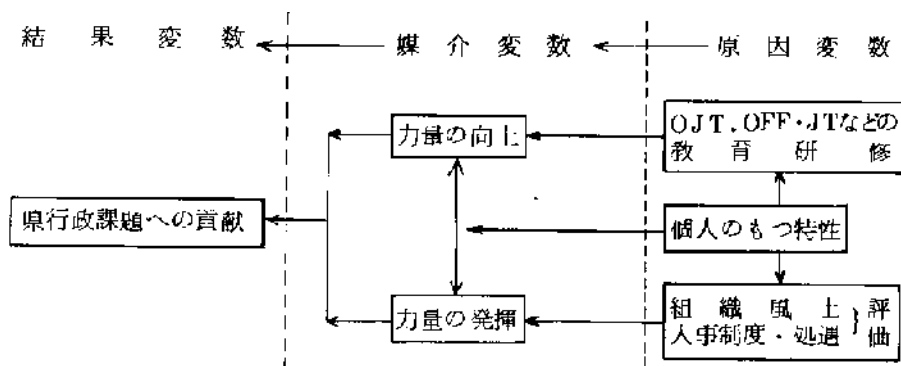 結果変数
媒介変数
原因変数
OJT、OFF・JTなどの
教育研修
力量の向上
県行政課題への貢献
個人のもつ特性
力量の発揮
組織風土
人事制度・処遇
}評価